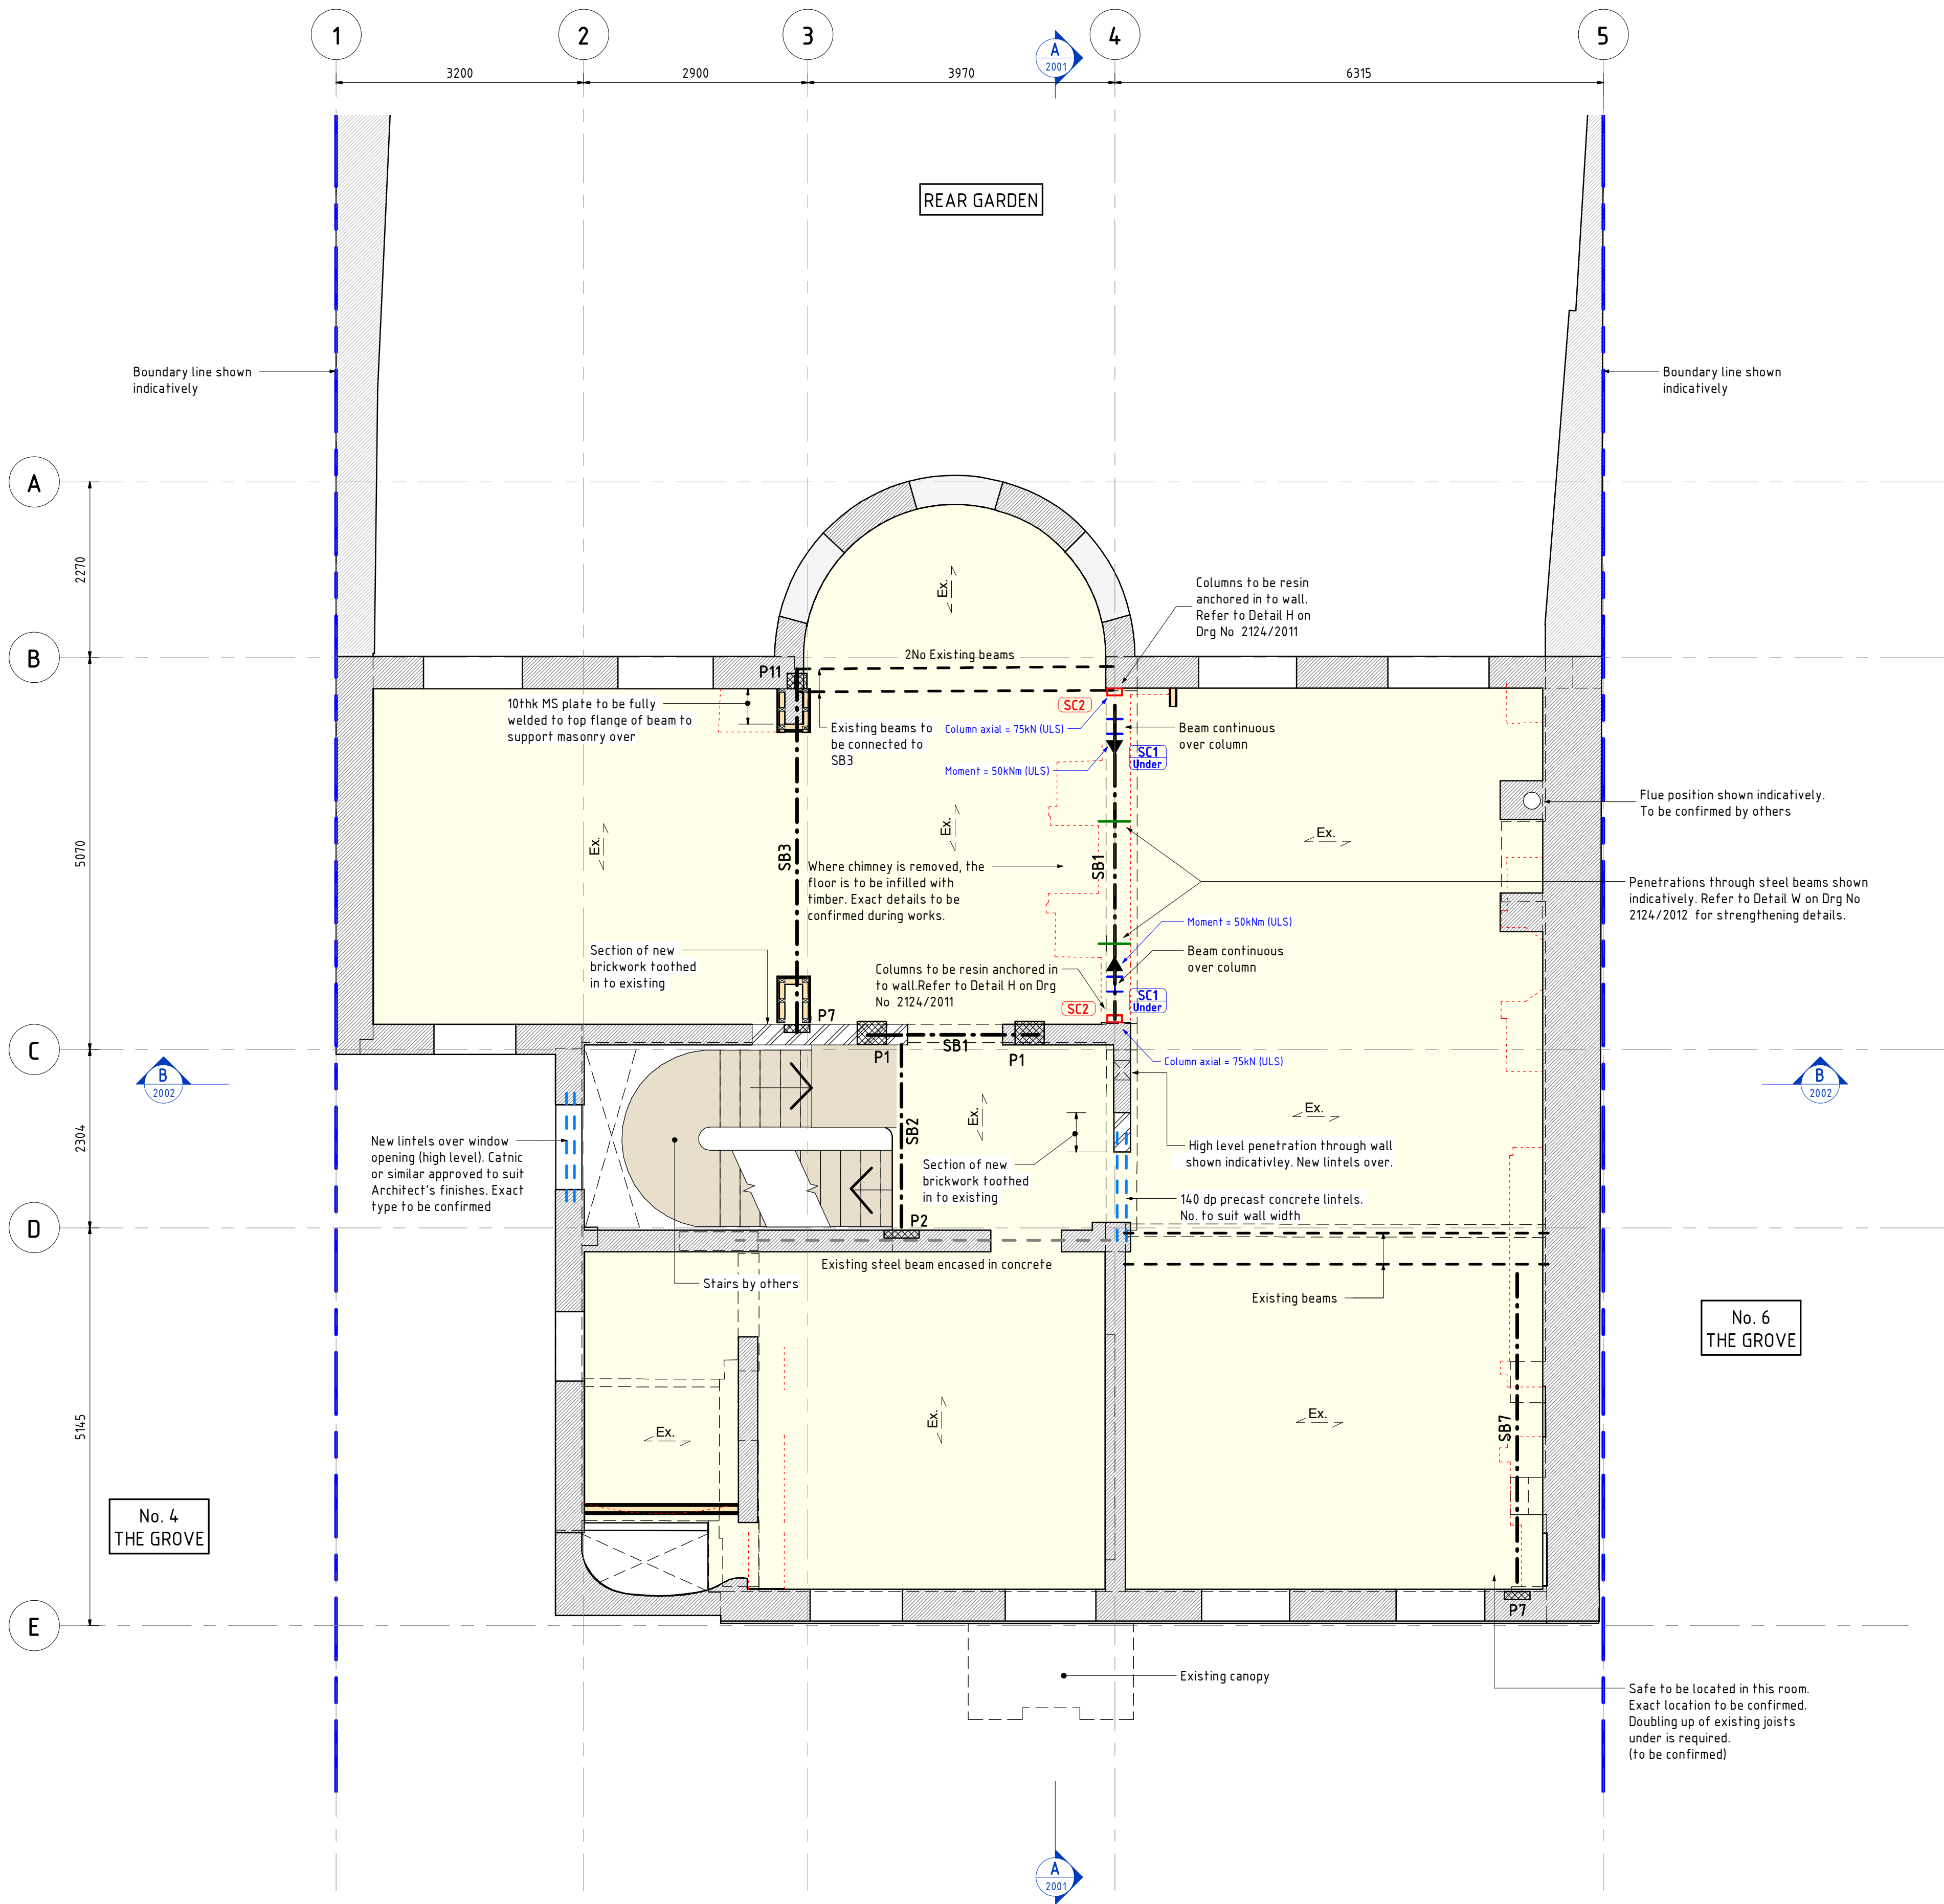 1
2
3
4
5
3200
2900
3970
6315
A
2001
REAR GARDEN
Boundary line shown
indicatively
Boundary line shown
indicatively
A
2270
B
Columns to be resin
anchored in to wall.
Refer to Detail H on
Drg No 2124/2011
Ex.
2No Existing beams
P11
10thk MS plate to be fully
welded to top flange of beam to
support masonry over
Existing beams to
be connected to
SB3
SC2
Column axial = 75kN (ULS)
Moment = 50kNm (ULS)
Beam continuous
over column
SC1
Under
Flue position shown indicatively.
To be confirmed by others
5070
Ex.
SB3
Ex.
SB1
Ex.
Where chimney is removed, the
floor is to be infilled with
timber. Exact details to be
confirmed during works.
Penetrations through steel beams shown
indicatively. Refer to Detail W on Drg No
2124/2012 for strengthening details.
Moment = 50kNm (ULS)
Beam continuous
over column
Section of new
brickwork toothed
in to existing
Columns to be resin anchored in
to wall.Refer to Detail H on Drg
No 2124/2011
SC2
SC1
Under
P7
C
P1
SB1
P1
Column axial = 75kN (ULS)
B
2002
B
2002
2304
New lintels over window
opening (high level). Catnic
or similar approved to suit
Architect's finishes. Exact
type to be confirmed
SB2
Ex.
Ex.
Section of new
brickwork toothed
in to existing
High level penetration through wall
shown indicativley. New lintels over.
140 dp precast concrete lintels.
No. to suit wall width
D
P2
Existing steel beam encased in concrete
Stairs by others
Existing beams
No. 6
THE GROVE
5145
Ex.
Ex.
Ex.
SB7
No. 4
THE GROVE
P7
E
Existing canopy
Safe to be located in this room.
Exact location to be confirmed.
Doubling up of existing joists
under is required.
(to be confirmed)
A
2001